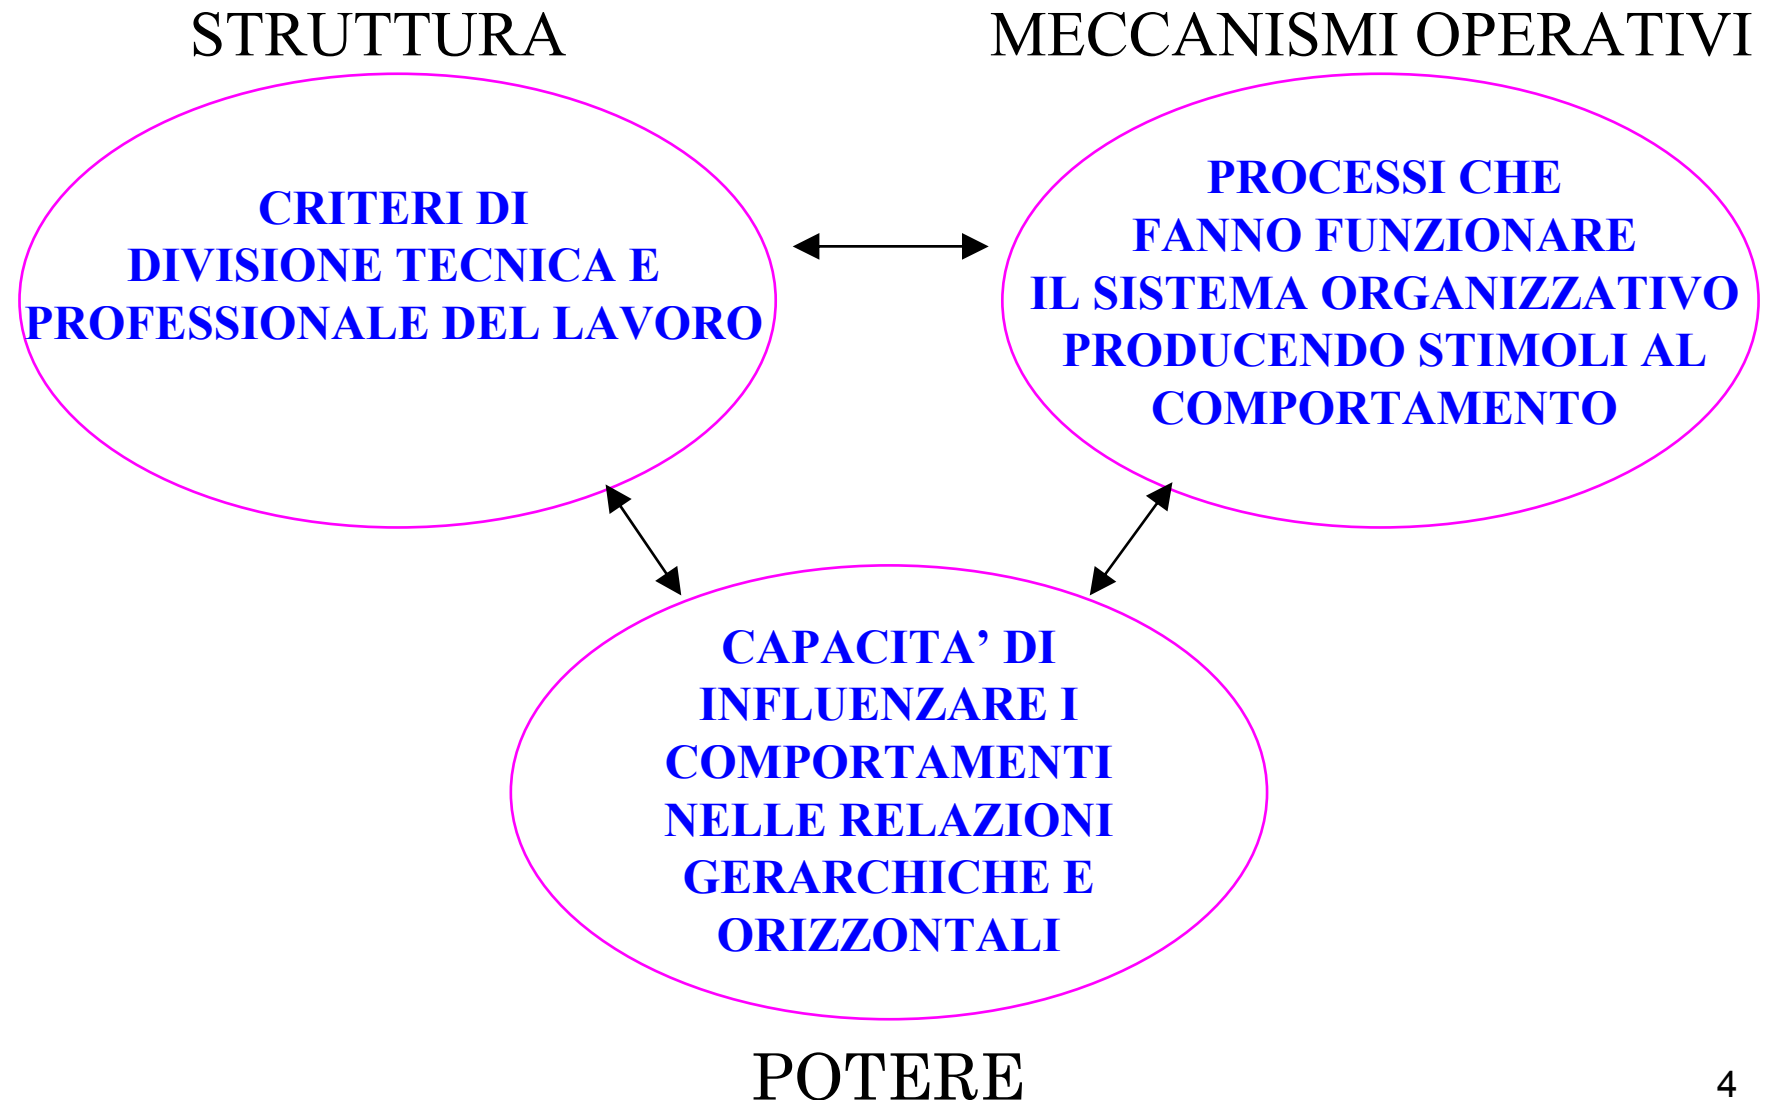 STRUTTURA
CRITERI DI
DIVISIONE TECNICA E
PROFESSIONALE DEL LAVORO
MECCANISMI OPERATIVI
PROCESSI CHE
FANNO FUNZIONARE
IL SISTEMA ORGANIZZATIVO
PRODUCENDO STIMOLI AL
COMPORTAMENTO
CAPACITA’ DI
INFLUENZARE I
COMPORTAMENTI
NELLE RELAZIONI
GERARCHICHE E
ORIZZONTALI
POTERE
4